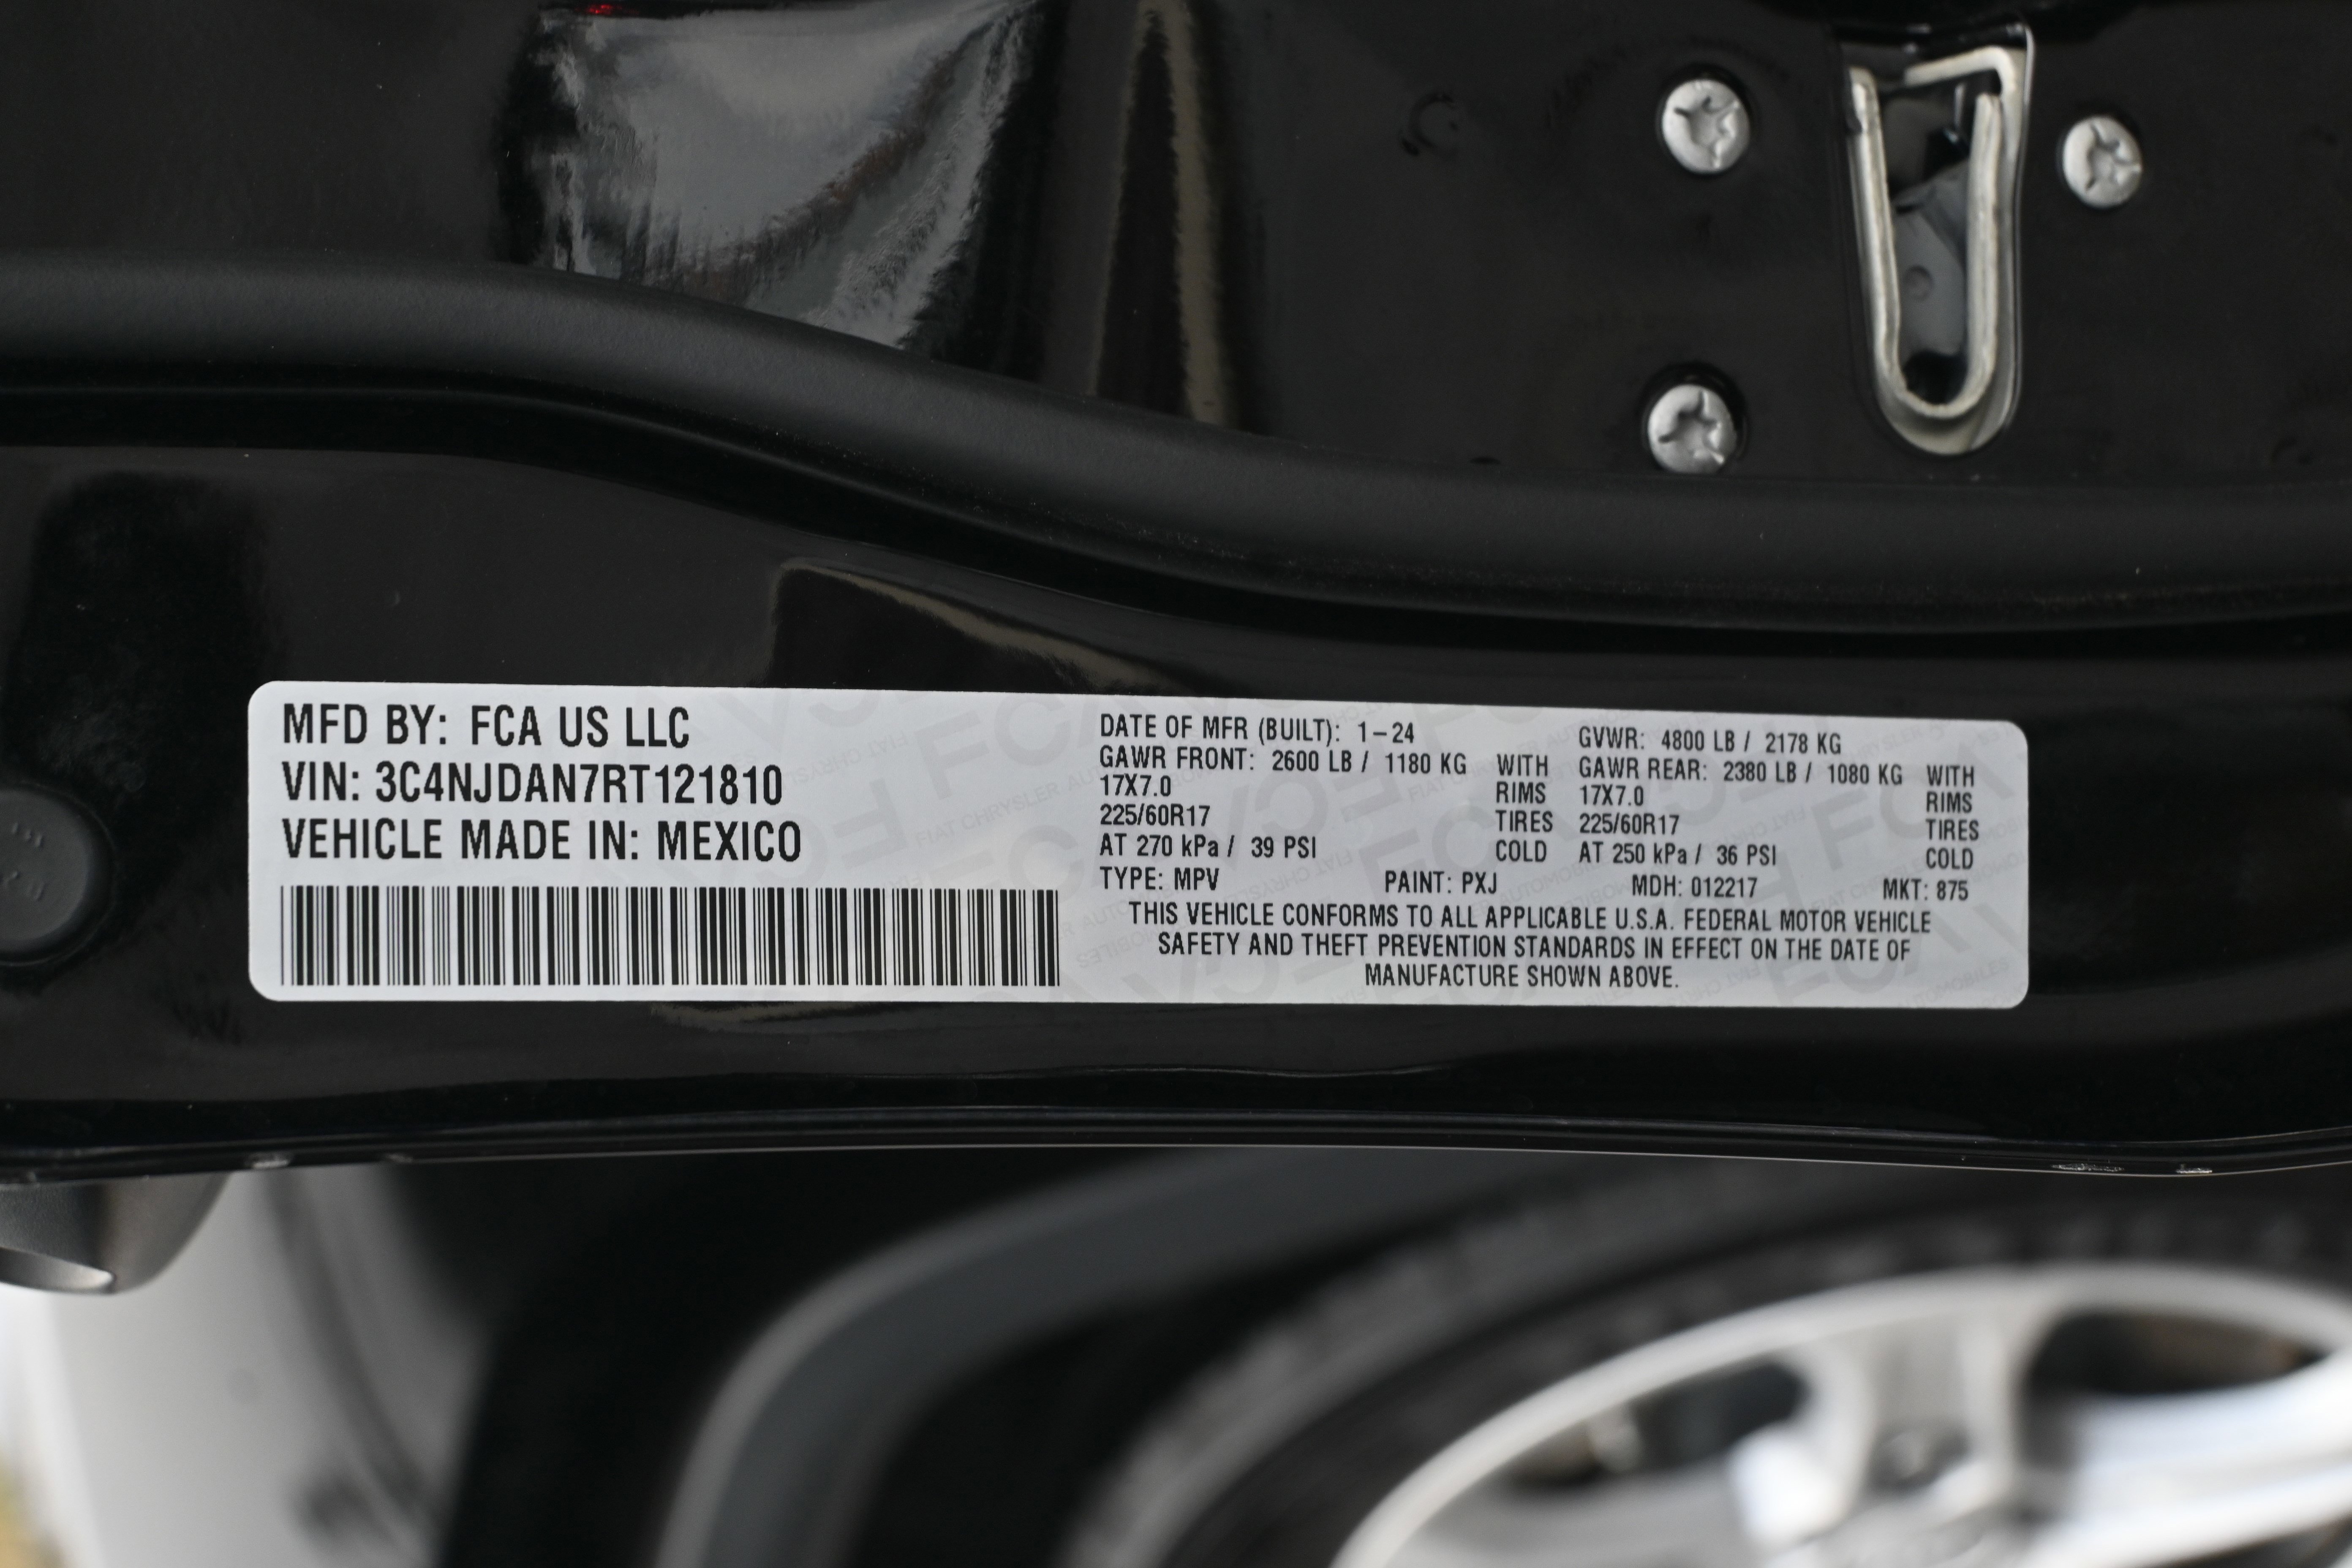 MFD BY: FCA US LLC
VIN: 3C4NJDAN7RT121810
VEHICLE MADE IN: MEXICO
DATE OF MFR (BUILT): 1-24
GAWR FRONT: 2600 LB / 1180 KG WITH
17X7.0 RIMS
225/60R17 TIRES
AT 270 kPa / 39 PSI COLD
GVWR: 4800 LB / 2178 KG
GAWR REAR: 2380 LB / 1080 KG WITH
17X7.0 RIMS
225/60R17 TIRES
AT 250 kPa / 36 PSI COLD
TYPE: MPV PAINT: PXJ MDH: 012217 MKT: 875
THIS VEHICLE CONFORMS TO ALL APPLICABLE U.S.A. FEDERAL MOTOR VEHICLE
SAFETY AND THEFT PREVENTION STANDARDS IN EFFECT ON THE DATE OF
MANUFACTURE SHOWN ABOVE.